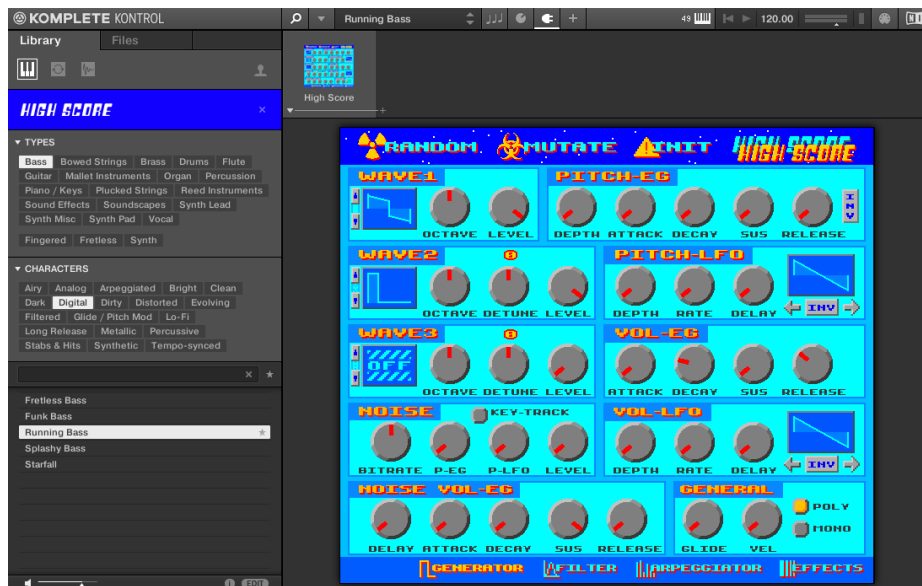 KOMPLETE KONTROL
Running Bass
49
120.00
Library Files
HIGH SCORE
High Score
TYPES
Bass Bowed Strings Brass Drums Flute
Guitar Mallet Instruments Organ Percussion
Piano / Keys Plucked Strings Reed Instruments
Sound Effects Soundscapes Synth Lead
Synth Misc Synth Pad Vocal
Fingered Fretless Synth
CHARACTERS
Airy Analog Arpeggiated Bright Clean
Dark Digital Dirty Distorted Evolving
Filtered Glide / Pitch Mod Lo-Fi
Long Release Metallic Percussive
Stabs & Hits Synthetic Tempo-synced
Fretless Bass
Funk Bass
Running Bass
Splashy Bass
Starfall
EDIT
RANDOM MUTATE INIT HIGH SCORE
WAVE1
OCTAVE LEVEL
PITCH-EG
DEPTH ATTACK DECAY SUS RELEASE
INV
WAVE2
0
OCTAVE DETUNE LEVEL
PITCH-LFO
DEPTH RATE DELAY
INV
WAVE3
0
OFF
OCTAVE DETUNE LEVEL
VOL-EG
ATTACK DECAY SUS RELEASE
NOISE
KEY-TRACK
BITRATE P-EG P-LFO LEVEL
VOL-LFO
DEPTH RATE DELAY
INV
NOISE VOL-EG
DELAY ATTACK DECAY SUS RELEASE
GENERAL
POLY
MONO
GLIDE VEL
GENERATOR FILTER ARPEGGIATOR EFFECTS